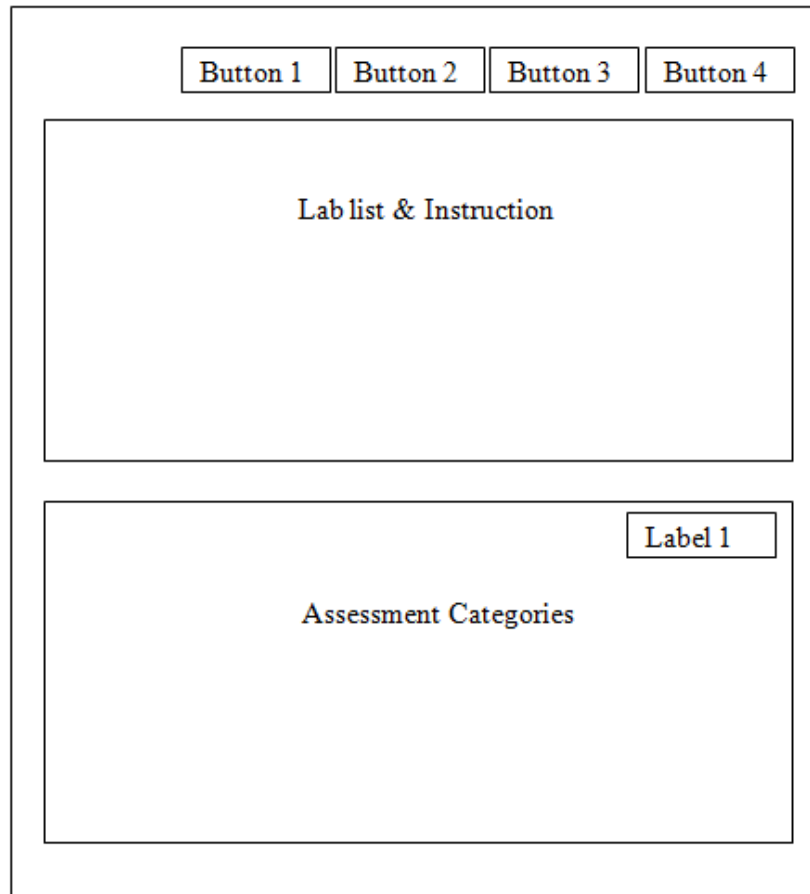 Button 1 Button 2 Button 3 Button 4
Lab list & Instruction
Label 1
Assessment Categories